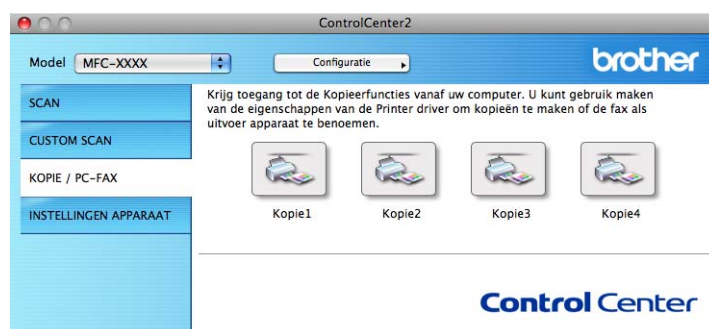 ControlCenter2
Model MFC-XXXX Configuratie brother
SCAN
CUSTOM SCAN
KOPIE / PC-FAX
INSTELLINGEN APPARAAT
Krijg toegang tot de Kopieerfuncties vanaf uw computer. U kunt gebruik maken
van de eigenschappen van de Printer driver om kopieën te maken of de fax als
uitvoer apparaat te benoemen.
Kopie1 Kopie2 Kopie3 Kopie4
Control Center